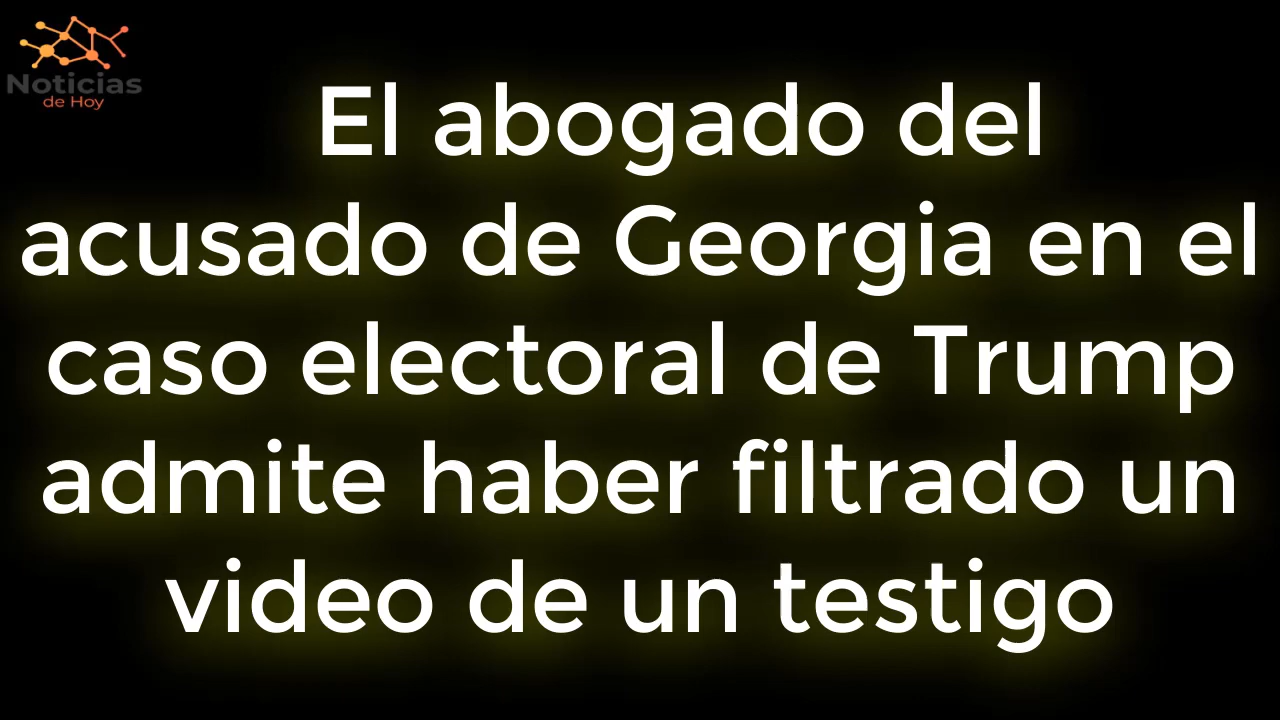 Noticias
de Hoy
El abogado del
acusado de Georgia en el
caso electoral de Trump
admite haber filtrado un
video de un testigo